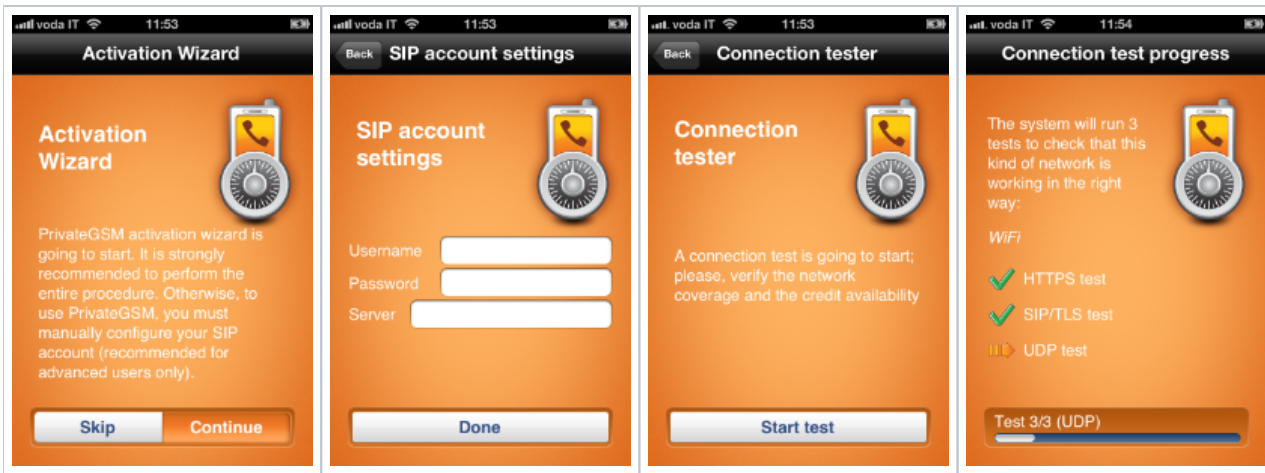 voda IT 11:53
Activation Wizard
Activation
Wizard
PrivateGSM activation wizard is
going to start. It is strongly
recommended to perform the
entire procedure. Otherwise, to
use PrivateGSM, you must
manually configure your SIP
account (recommended for
advanced users only).
Skip Continue
voda IT 11:53
Back SIP account settings
SIP account
settings
Username
Password
Server
Done
voda IT 11:53
Back Connection tester
Connection
tester
A connection test is going to start;
please, verify the network
coverage and the credit availability
Start test
voda IT 11:54
Connection test progress
The system will run 3
tests to check that this
kind of network is
working in the right
way:
WiFi
HTTPS test
SIP/TLS test
UDP test
Test 3/3 (UDP)